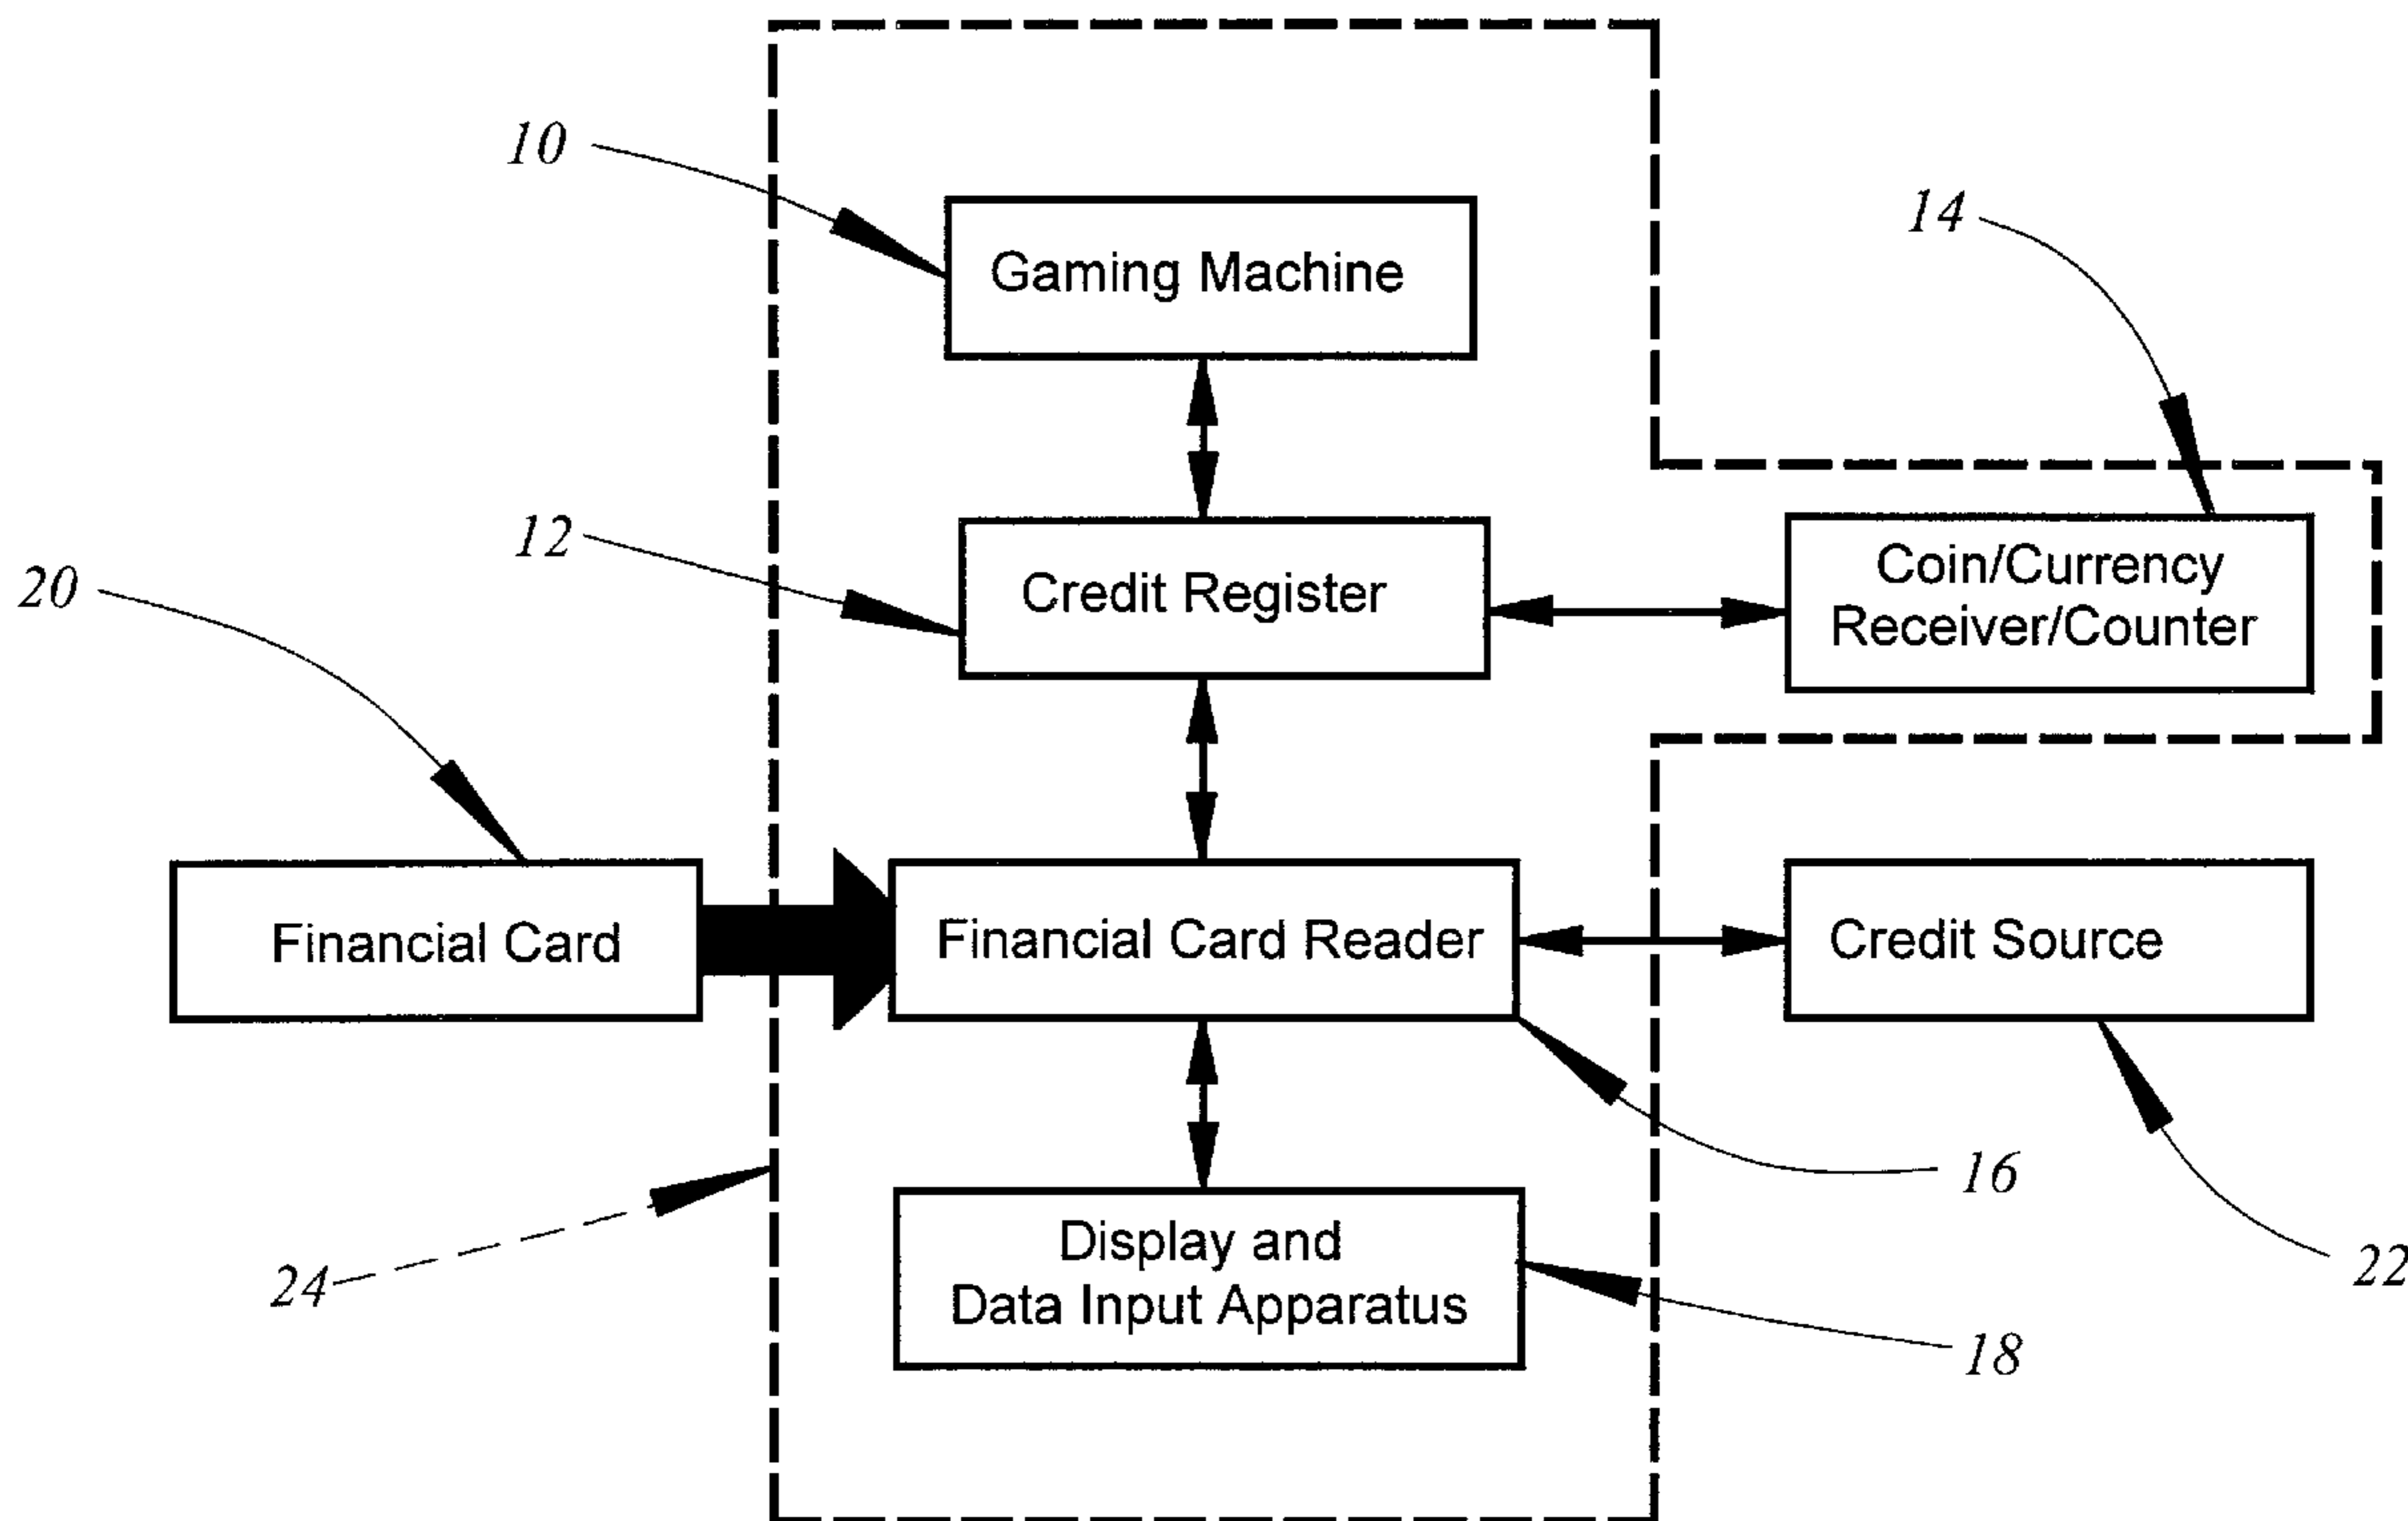 10
Gaming Machine
14
12
Credit Register
Coin/Currency
Receiver/Counter
20
Financial Card
Financial Card Reader
Credit Source
16
24
Display and
Data Input Apparatus
22
18